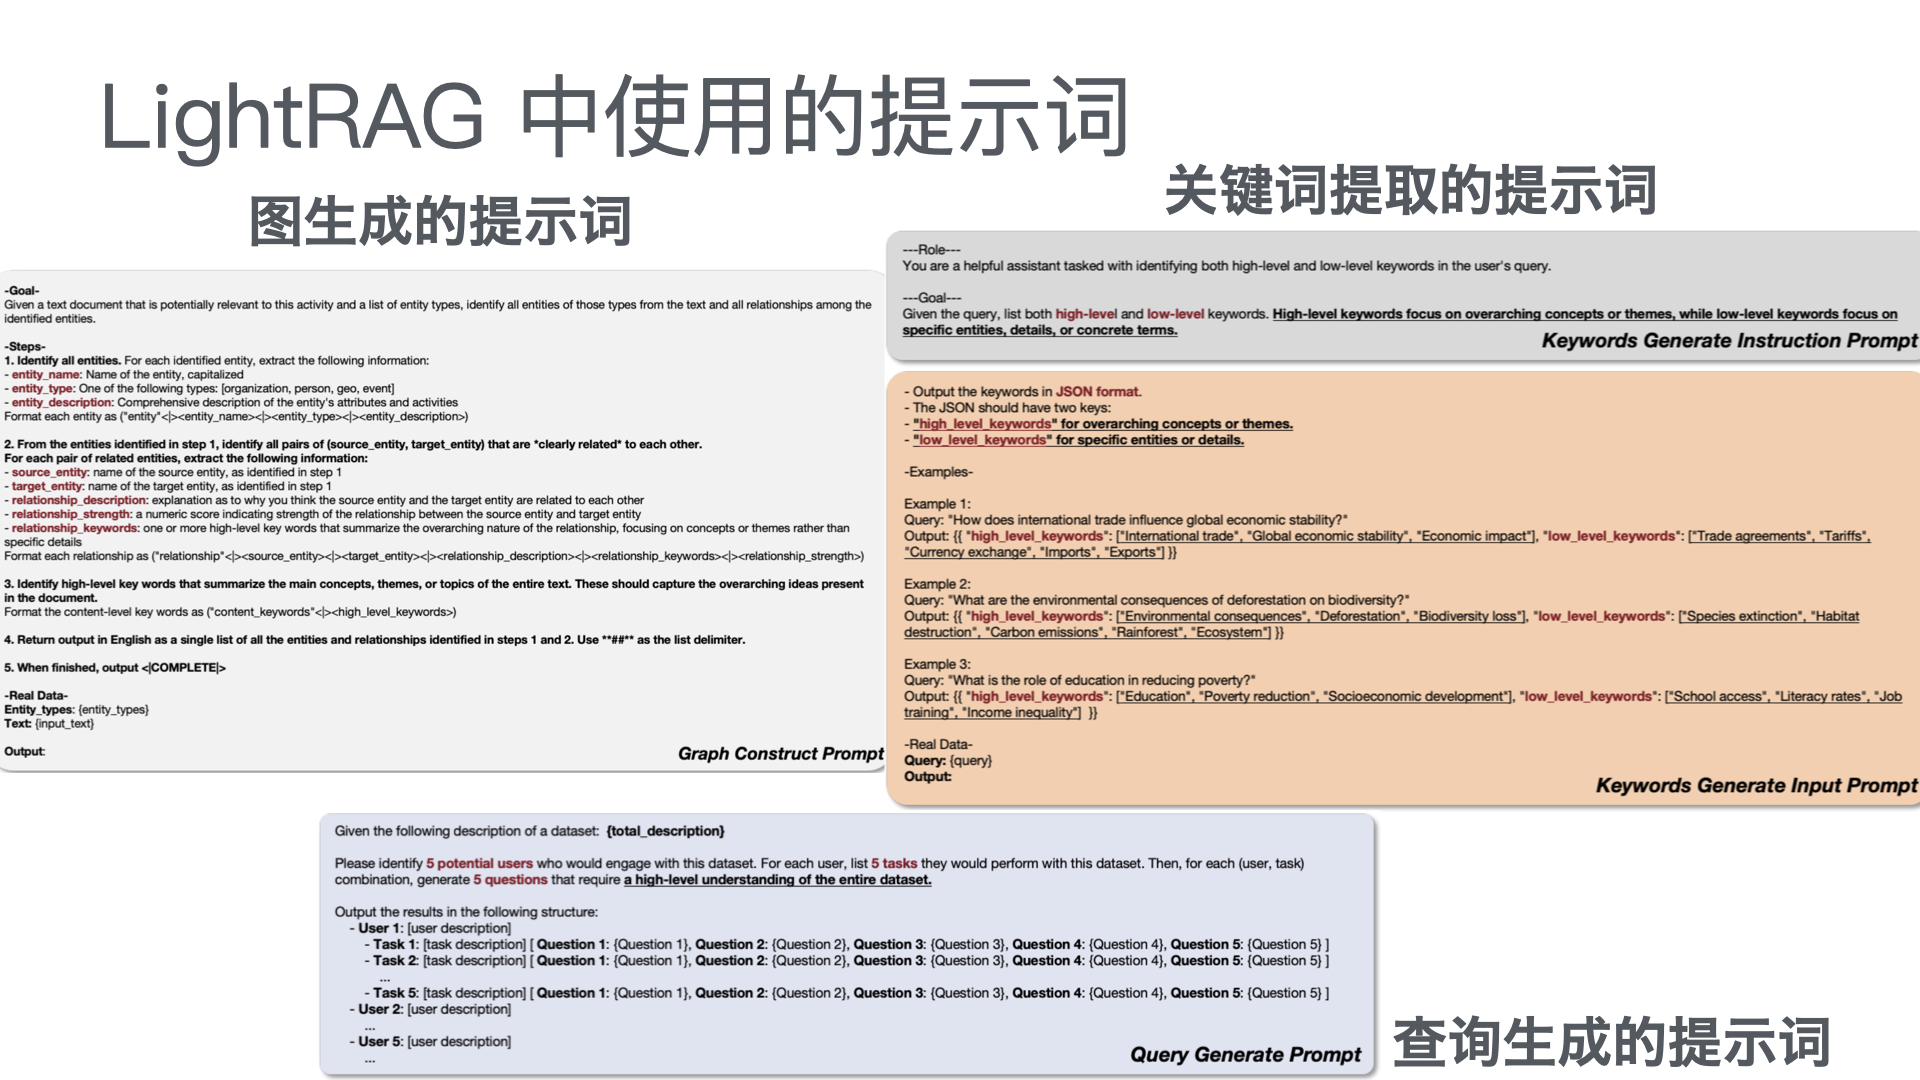 LightRAG 中使用的提示词
图生成的提示词
-Goal-
Given a text document that is potentially relevant to this activity and a list of entity types, identify all entities of those types from the text and all relationships among the
identified entities.
-Steps-
1. Identify all entities. For each identified entity, extract the following information:
- entity_name: Name of the entity, capitalized
- entity_type: One of the following types: [organization, person, geo, event]
- entity_description: Comprehensive description of the entity's attributes and activities
Format each entity as ("entity"<|><entity_name><|><entity_type><|><entity_description>)
2. From the entities identified in step 1, identify all pairs of (source_entity, target_entity) that are *clearly related* to each other.
For each pair of related entities, extract the following information:
- source_entity: name of the source entity, as identified in step 1
- target_entity: name of the target entity, as identified in step 1
- relationship_description: explanation as to why you think the source entity and the target entity are related to each other
- relationship_strength: a numeric score indicating strength of the relationship between the source entity and target entity
- relationship_keywords: one or more high-level key words that summarize the overarching nature of the relationship, focusing on concepts or themes rather than
specific details
Format each relationship as ("relationship"<|><source_entity><|><target_entity><|><relationship_description><|><relationship_keywords><|><relationship_strength>)
3. Identify high-level key words that summarize the main concepts, themes, or topics of the entire text. These should capture the overarching ideas present
in the document.
Format the content-level key words as ("content_keywords"<|><high_level_keywords>)
4. Return output in English as a single list of all the entities and relationships identified in steps 1 and 2. Use **##** as the list delimiter.
5. When finished, output <|COMPLETE|>
-Real Data-
Entity_types: {entity_types}
Text: {input_text}
Output:
Graph Construct Prompt
关键词提取的提示词
---Role---
You are a helpful assistant tasked with identifying both high-level and low-level keywords in the user's query.
---Goal---
Given the query, list both high-level and low-level keywords. High-level keywords focus on overarching concepts or themes, while low-level keywords focus on
specific entities, details, or concrete terms.
Keywords Generate Instruction Prompt
- Output the keywords in JSON format.
- The JSON should have two keys:
- "high_level_keywords" for overarching concepts or themes.
- "low_level_keywords" for specific entities or details.
-Examples-
Example 1:
Query: "How does international trade influence global economic stability?"
Output: {{ "high_level_keywords": ["International trade", "Global economic stability", "Economic impact"], "low_level_keywords": ["Trade agreements", "Tariffs",
"Currency exchange", "Imports", "Exports"] }}
Example 2:
Query: "What are the environmental consequences of deforestation on biodiversity?"
Output: {{ "high_level_keywords": ["Environmental consequences", "Deforestation", "Biodiversity loss"], "low_level_keywords": ["Species extinction", "Habitat
destruction", "Carbon emissions", "Rainforest", "Ecosystem"] }}
Example 3:
Query: "What is the role of education in reducing poverty?"
Output: {{ "high_level_keywords": ["Education", "Poverty reduction", "Socioeconomic development"], "low_level_keywords": ["School access", "Literacy rates", "Job
training", "Income inequality"] }}
-Real Data-
Query: {query}
Output:
Keywords Generate Input Prompt
Given the following description of a dataset: {total_description}
Please identify 5 potential users who would engage with this dataset. For each user, list 5 tasks they would perform with this dataset. Then, for each (user, task)
combination, generate 5 questions that require a high-level understanding of the entire dataset.
Output the results in the following structure:
- User 1: [user description]
- Task 1: [task description] [ Question 1: {Question 1}, Question 2: {Question 2}, Question 3: {Question 3}, Question 4: {Question 4}, Question 5: {Question 5} ]
- Task 2: [task description] [ Question 1: {Question 1}, Question 2: {Question 2}, Question 3: {Question 3}, Question 4: {Question 4}, Question 5: {Question 5} ]
...
- Task 5: [task description] [ Question 1: {Question 1}, Question 2: {Question 2}, Question 3: {Question 3}, Question 4: {Question 4}, Question 5: {Question 5} ]
- User 2: [user description]
...
- User 5: [user description]
...
Query Generate Prompt
查询生成的提示词